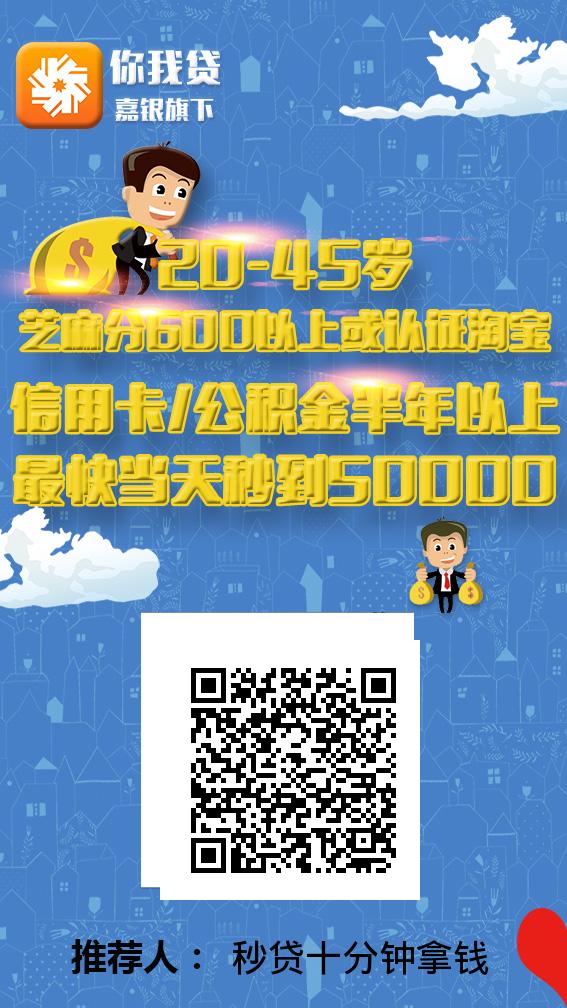 你我贷
嘉银旗下
20-45岁
芝麻分600以上或认证淘宝
信用卡/公积金半年以上
最快当天秒到50000
推荐人： 秒贷十分钟拿钱